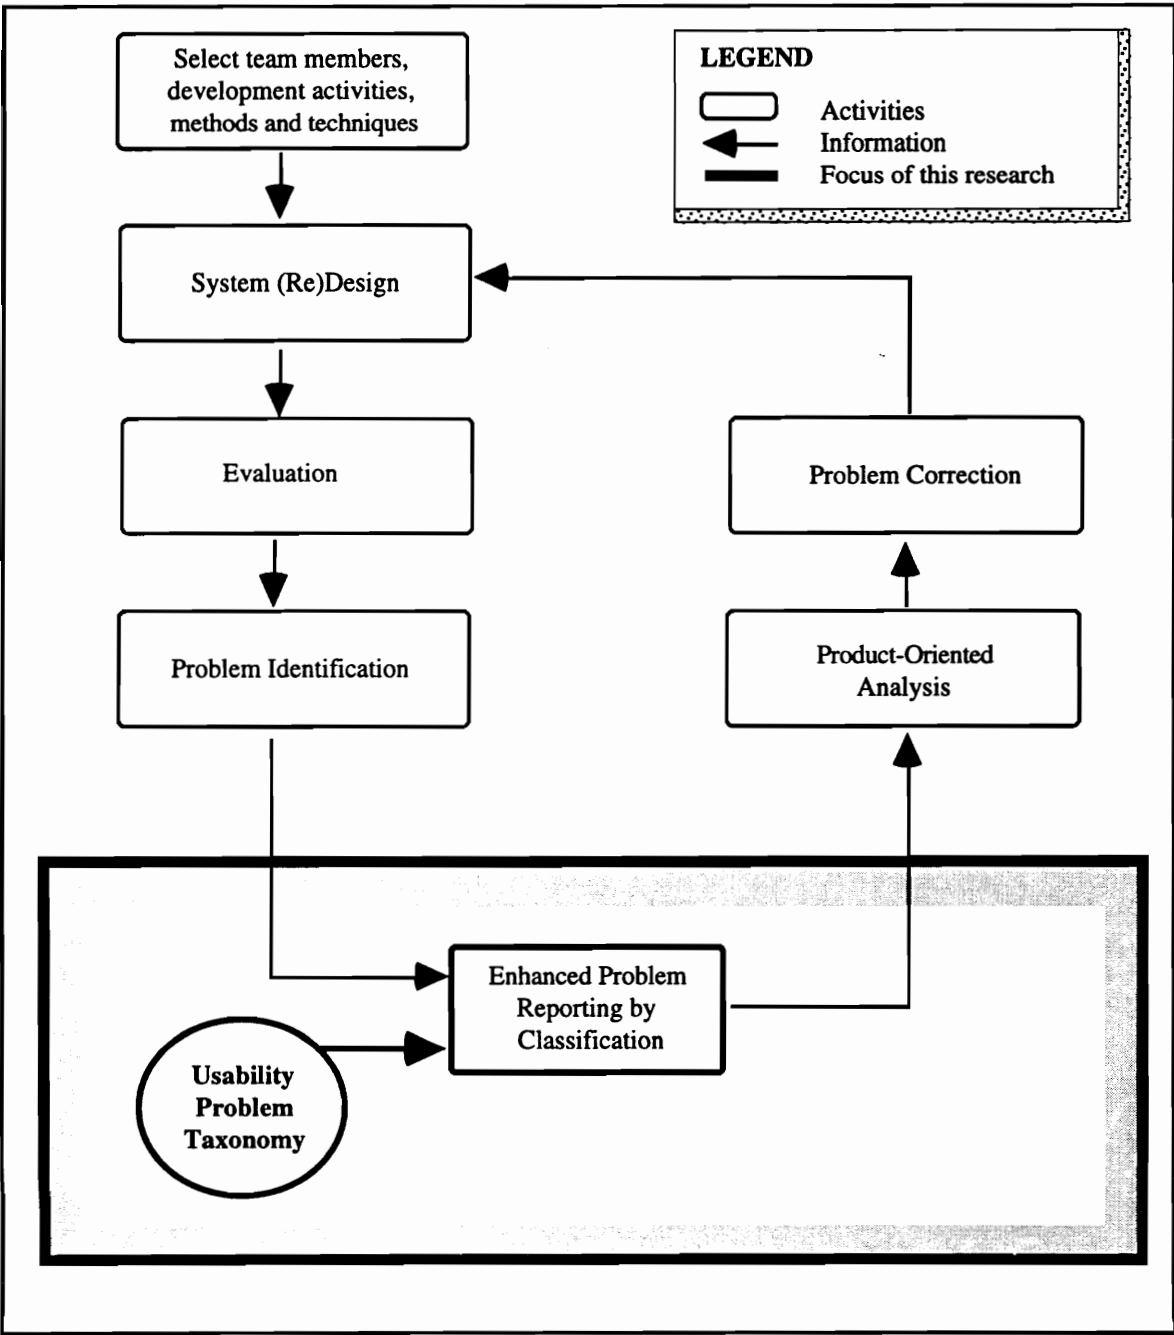 Select team members,
development activities,
methods and techniques
LEGEND
Activities
Information
Focus of this research
System (Re)Design
Evaluation
Problem Correction
Problem Identification
Product-Oriented
Analysis
Enhanced Problem
Reporting by
Classification
Usability
Problem
Taxonomy